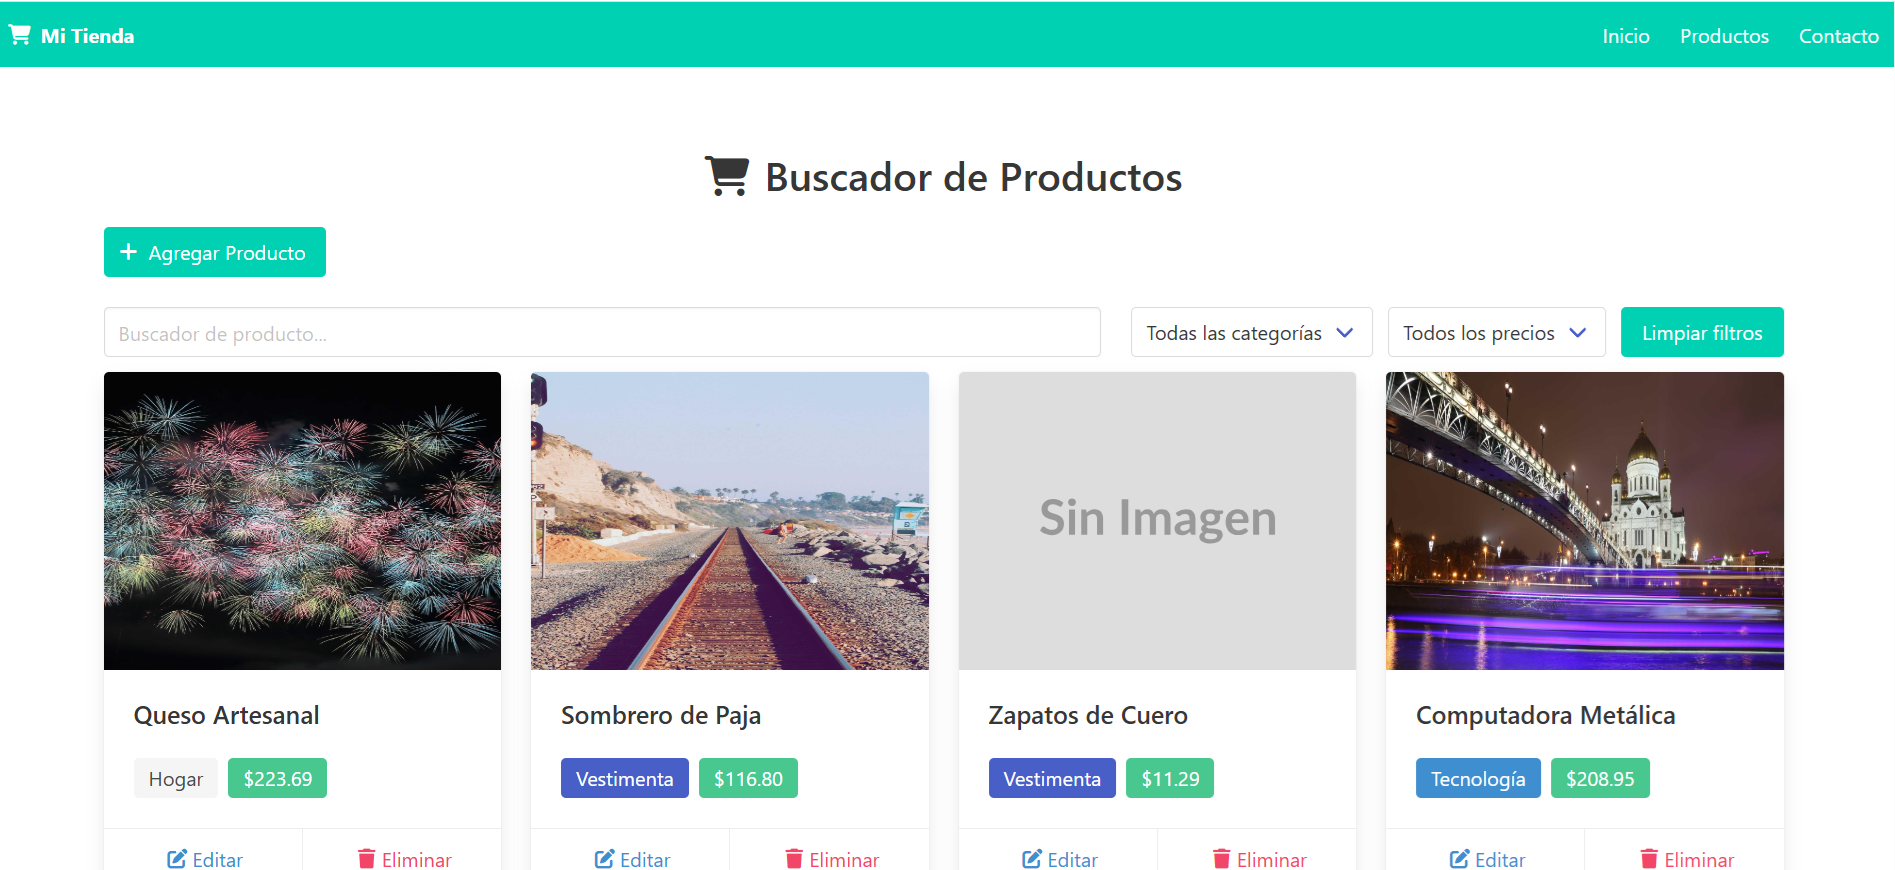 Mi Tienda
Inicio Productos Contacto
Buscador de Productos
Agregar Producto
Buscador de producto...
Todas las categorías
Todos los precios
Limpiar filtros
Sin Imagen
Queso Artesanal
Hogar $223.69
Editar Eliminar
Sombrero de Paja
Vestimenta $116.80
Editar Eliminar
Zapatos de Cuero
Vestimenta $11.29
Editar Eliminar
Computadora Metálica
Tecnología $208.95
Editar Eliminar